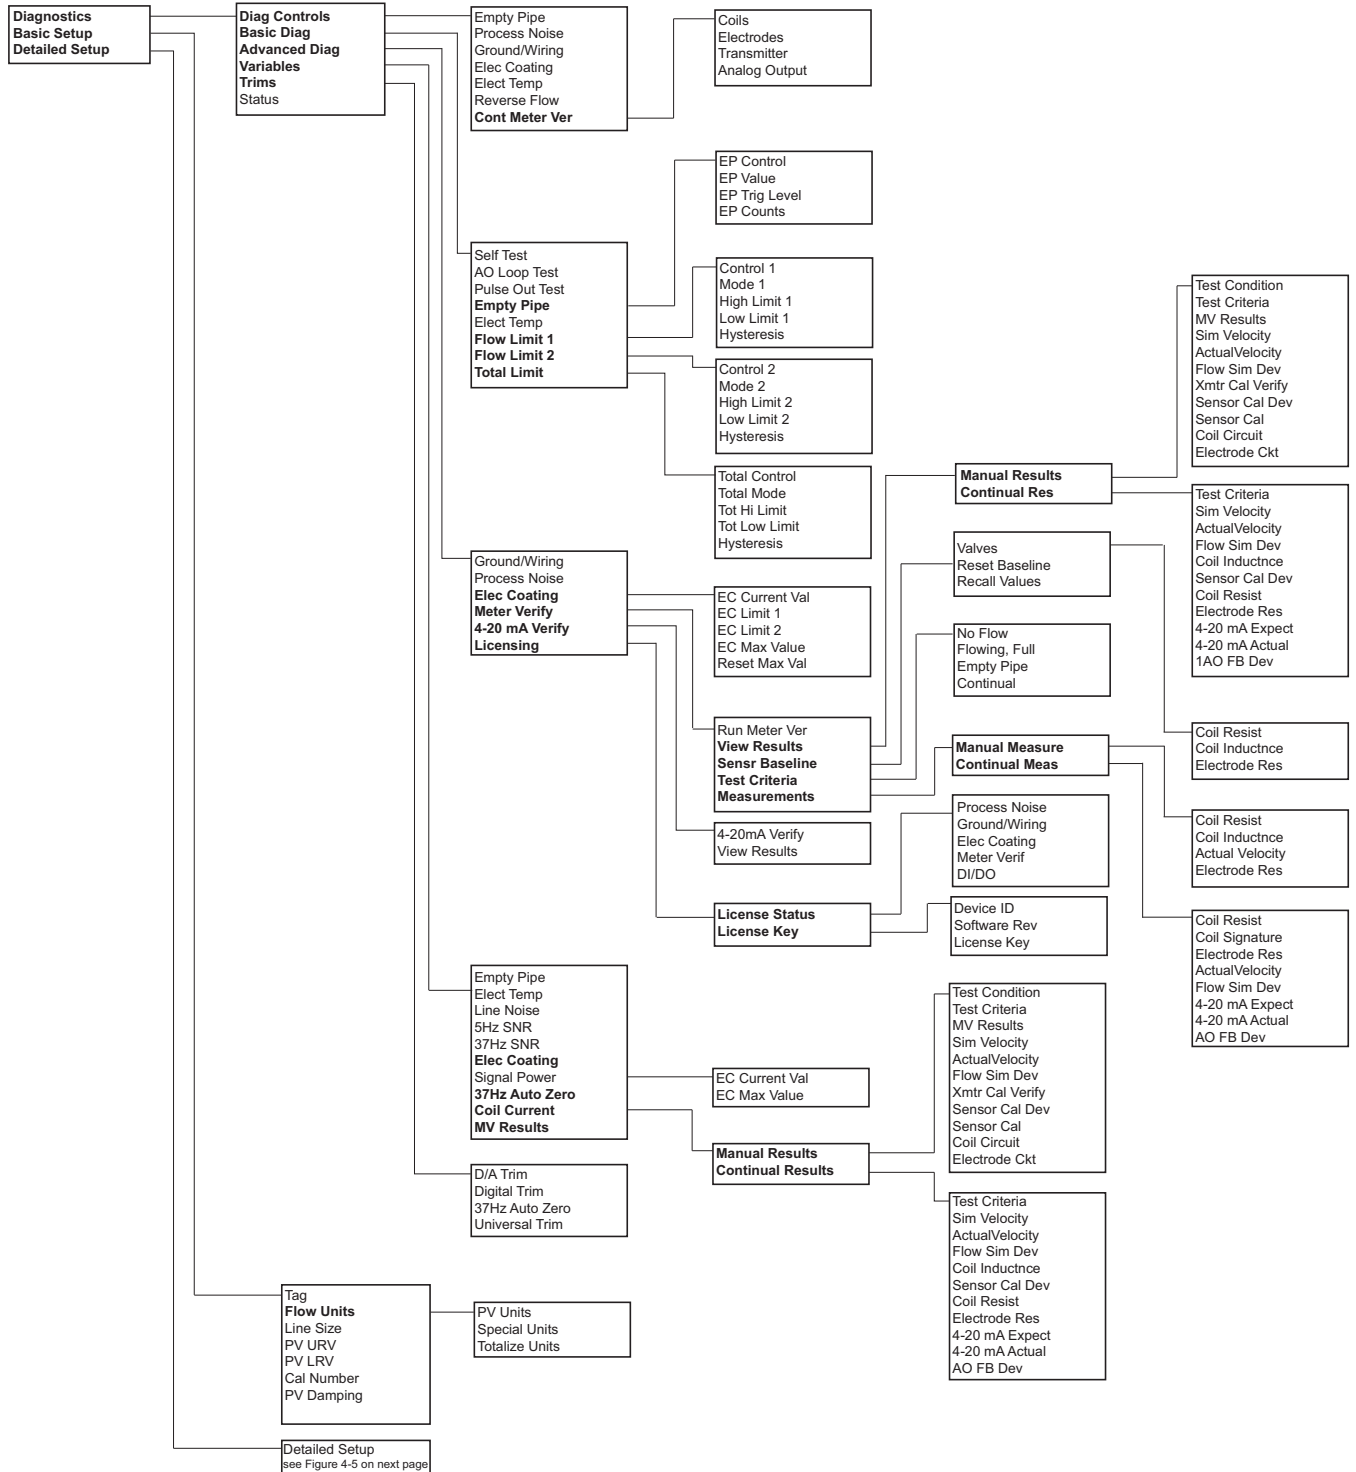 Diagnostics
Basic Setup
Detailed Setup
Diag Controls
Basic Diag
Advanced Diag
Variables
Trims
Status
Empty Pipe
Process Noise
Ground/Wiring
Elec Coating
Elect Temp
Reverse Flow
Cont Meter Ver
Coils
Electrodes
Transmitter
Analog Output
Self Test
AO Loop Test
Pulse Out Test
Empty Pipe
Elect Temp
Flow Limit 1
Flow Limit 2
Total Limit
EP Control
EP Value
EP Trig Level
EP Counts
Control 1
Mode 1
High Limit 1
Low Limit 1
Hysteresis
Control 2
Mode 2
High Limit 2
Low Limit 2
Hysteresis
Total Control
Total Mode
Tot Hi Limit
Tot Low Limit
Hysteresis
Ground/Wiring
Process Noise
Elec Coating
Meter Verify
4-20 mA Verify
Licensing
EC Current Val
EC Limit 1
EC Limit 2
EC Max Value
Reset Max Val
Run Meter Ver
View Results
Sensr Baseline
Test Criteria
Measurements
4-20mA Verify
View Results
License Status
License Key
Manual Results
Continual Res
Valves
Reset Baseline
Recall Values
No Flow
Flowing, Full
Empty Pipe
Continual
Manual Measure
Continual Meas
Process Noise
Ground/Wiring
Elec Coating
Meter Verif
DI/DO
Device ID
Software Rev
License Key
Test Condition
Test Criteria
MV Results
Sim Velocity
ActualVelocity
Flow Sim Dev
Xmtr Cal Verify
Sensor Cal Dev
Sensor Cal
Coil Circuit
Electrode Ckt
Test Criteria
Sim Velocity
ActualVelocity
Flow Sim Dev
Coil Inductnce
Sensor Cal Dev
Coil Resist
Electrode Res
4-20 mA Expect
4-20 mA Actual
1AO FB Dev
Coil Resist
Coil Inductnce
Electrode Res
Coil Resist
Coil Inductnce
Actual Velocity
Electrode Res
Coil Resist
Coil Signature
Electrode Res
ActualVelocity
Flow Sim Dev
4-20 mA Expect
4-20 mA Actual
AO FB Dev
Empty Pipe
Elect Temp
Line Noise
5Hz SNR
37Hz SNR
Elec Coating
Signal Power
37Hz Auto Zero
Coil Current
MV Results
EC Current Val
EC Max Value
Manual Results
Continual Results
Test Condition
Test Criteria
MV Results
Sim Velocity
ActualVelocity
Flow Sim Dev
Xmtr Cal Verify
Sensor Cal Dev
Sensor Cal
Coil Circuit
Electrode Ckt
Test Criteria
Sim Velocity
ActualVelocity
Flow Sim Dev
Coil Inductnce
Sensor Cal Dev
Coil Resist
Electrode Res
4-20 mA Expect
4-20 mA Actual
AO FB Dev
D/A Trim
Digital Trim
37Hz Auto Zero
Universal Trim
Tag
Flow Units
Line Size
PV URV
PV LRV
Cal Number
PV Damping
PV Units
Special Units
Totalize Units
Detailed Setup
see Figure 4-5 on next page